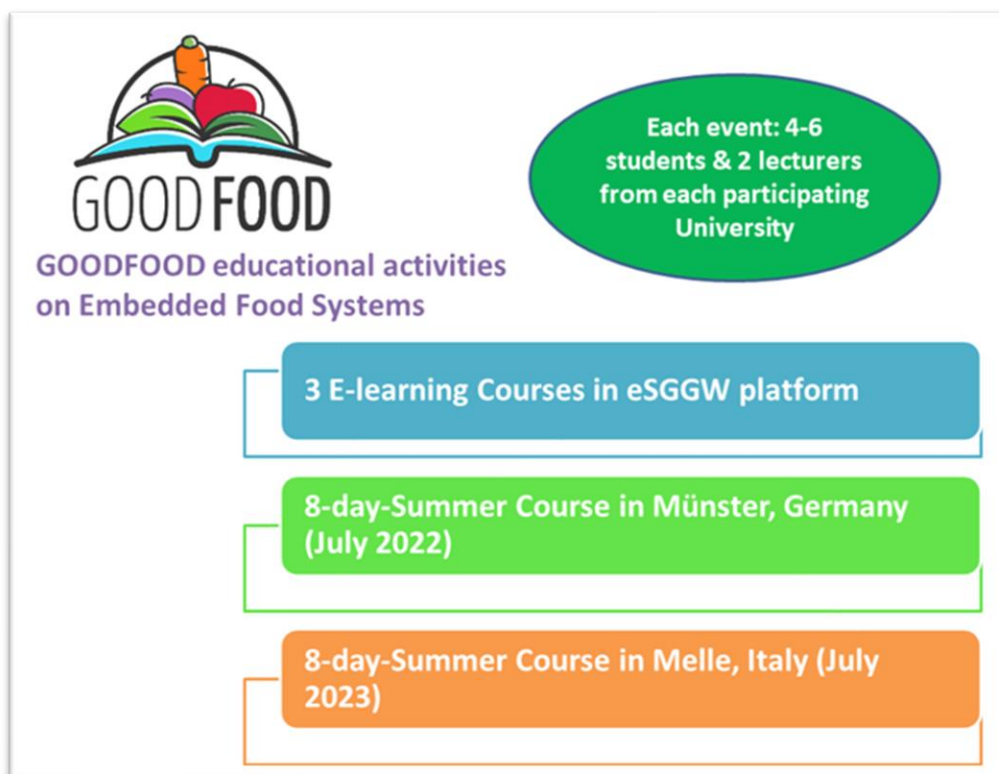 GOODFOOD
GOODFOOD educational activities
on Embedded Food Systems
Each event: 4-6
students & 2 lecturers
from each participating
University
3 E-learning Courses in eSGGW platform
8-day-Summer Course in Münster, Germany
(July 2022)
8-day-Summer Course in Melle, Italy (July
2023)